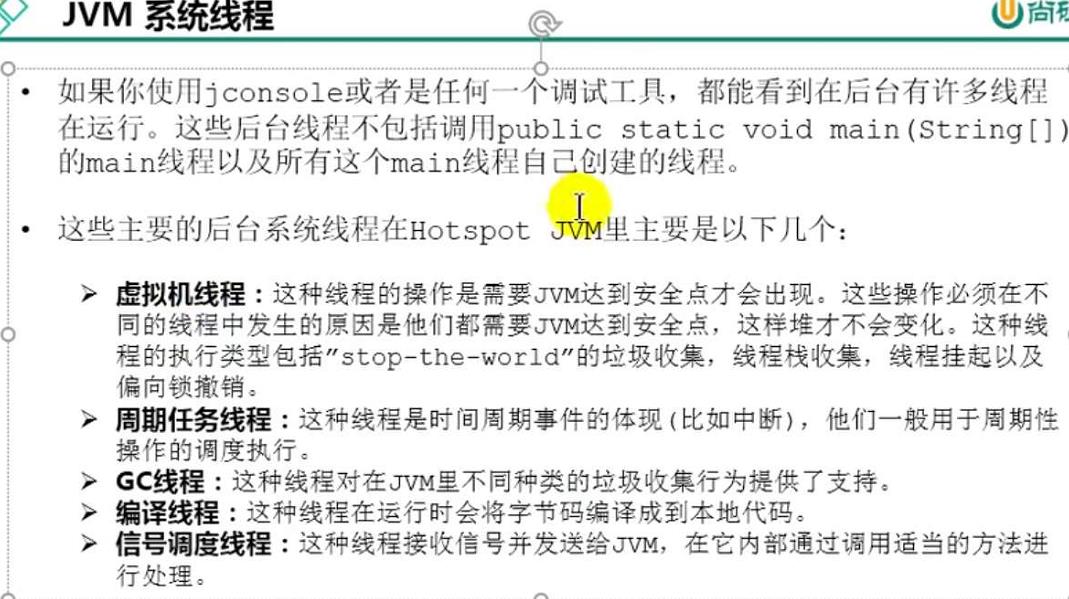 JVM 系统线程
尚硅
• 如果你使用jconsole或者是任何一个调试工具，都能看到在后台有许多线程
在运行。这些后台线程不包括调用public static void main(String[])
的main线程以及所有这个main线程自己创建的线程。
• 这些主要的后台系统线程在Hotspot JVM里主要是以下几个：
➢ 虚拟机线程：这种线程的操作是需要JVM达到安全点才会出现。这些操作必须在不
同的线程中发生的原因是他们都需要JVM达到安全点，这样堆才不会变化。这种线
程的执行类型包括”stop-the-world”的垃圾收集，线程栈收集，线程挂起以及
偏向锁撤销。
➢ 周期任务线程：这种线程是时间周期事件的体现(比如中断)，他们一般用于周期性
操作的调度执行。
➢ GC线程：这种线程对在JVM里不同种类的垃圾收集行为提供了支持。
➢ 编译线程：这种线程在运行时会将字节码编译成到本地代码。
➢ 信号调度线程：这种线程接收信号并发送给JVM，在它内部通过调用适当的方法进
行处理。